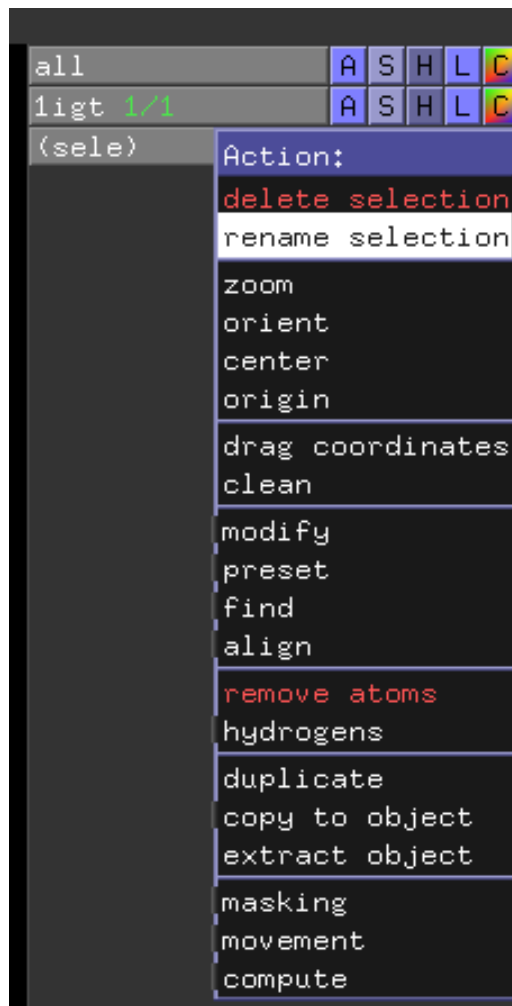 all A S H L C
1igt 1/1 A S H L C
(sele)
Action:
delete selection
rename selection
zoom
orient
center
origin
drag coordinates
clean
modify
preset
find
align
remove atoms
hydrogens
duplicate
copy to object
extract object
masking
movement
compute